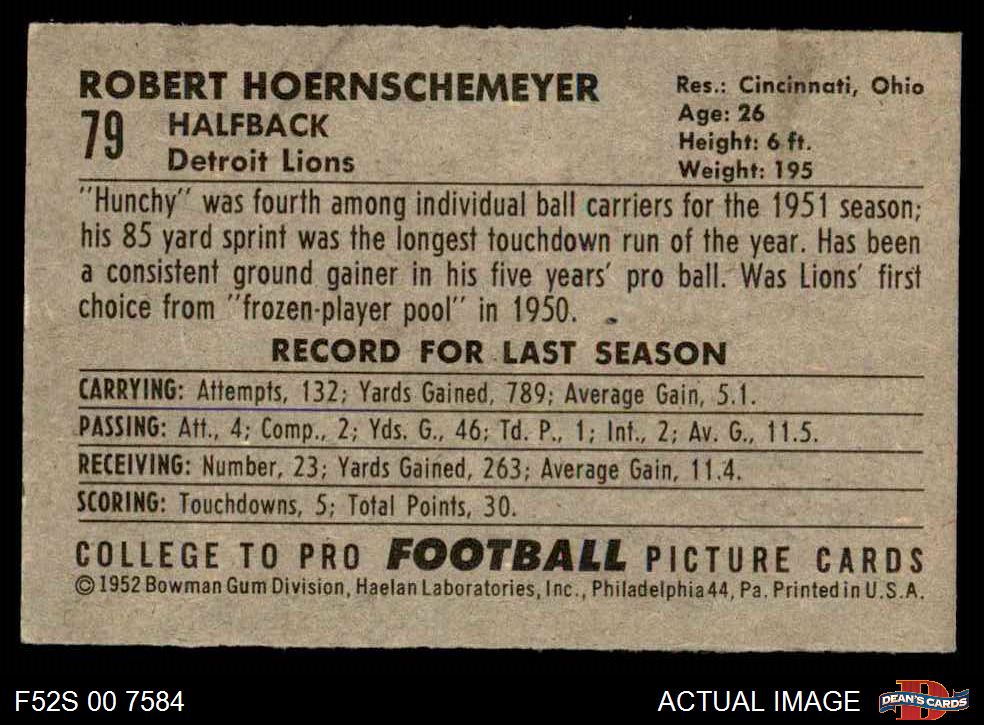 ROBERT HOERNSCHEMEYER
79 HALFBACK
Detroit Lions
Res.: Cincinnati, Ohio
Age: 26
Height: 6 ft.
Weight: 195
"Hunchy" was fourth among individual ball carriers for the 1951 season;
his 85 yard sprint was the longest touchdown run of the year. Has been
a consistent ground gainer in his five years' pro ball. Was Lions' first
choice from "frozen-player pool" in 1950.
RECORD FOR LAST SEASON
CARRYING: Attempts, 132; Yards Gained, 789; Average Gain, 5.1.
PASSING: Att., 4; Comp., 2; Yds. G., 46; Td. P., 1; Int., 2; Av. G., 11.5.
RECEIVING: Number, 23; Yards Gained, 263; Average Gain, 11.4.
SCORING: Touchdowns, 5; Total Points, 30.
COLLEGE TO PRO FOOTBALL PICTURE CARDS
©1952 Bowman Gum Division, Haelan Laboratories, Inc., Philadelphia 44, Pa. Printed in U.S.A.
F52S 00 7584
ACTUAL IMAGE
D
DEAN'S CARDS